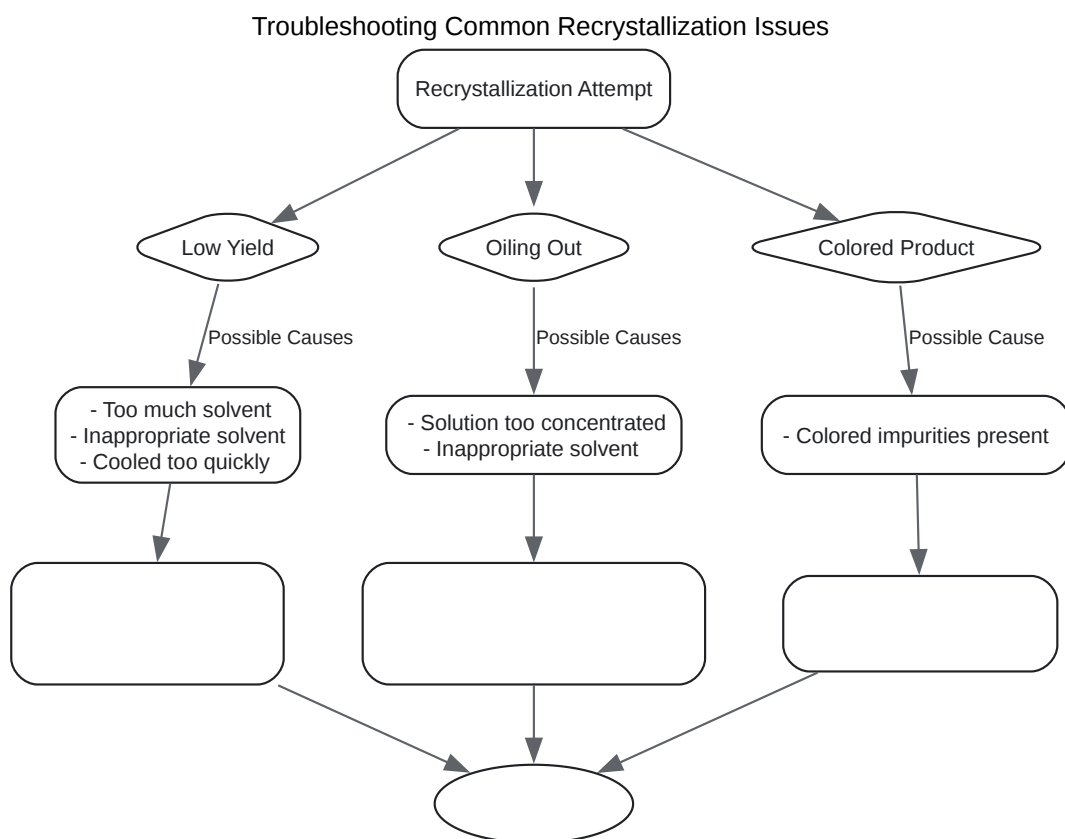 Troubleshooting Common Recrystallization Issues
Recrystallization Attempt
Low Yield
Oiling Out
Colored Product
Possible Causes
Possible Causes
Possible Cause
- Too much solvent
- Inappropriate solvent
- Cooled too quickly
- Solution too concentrated
- Inappropriate solvent
- Colored impurities present